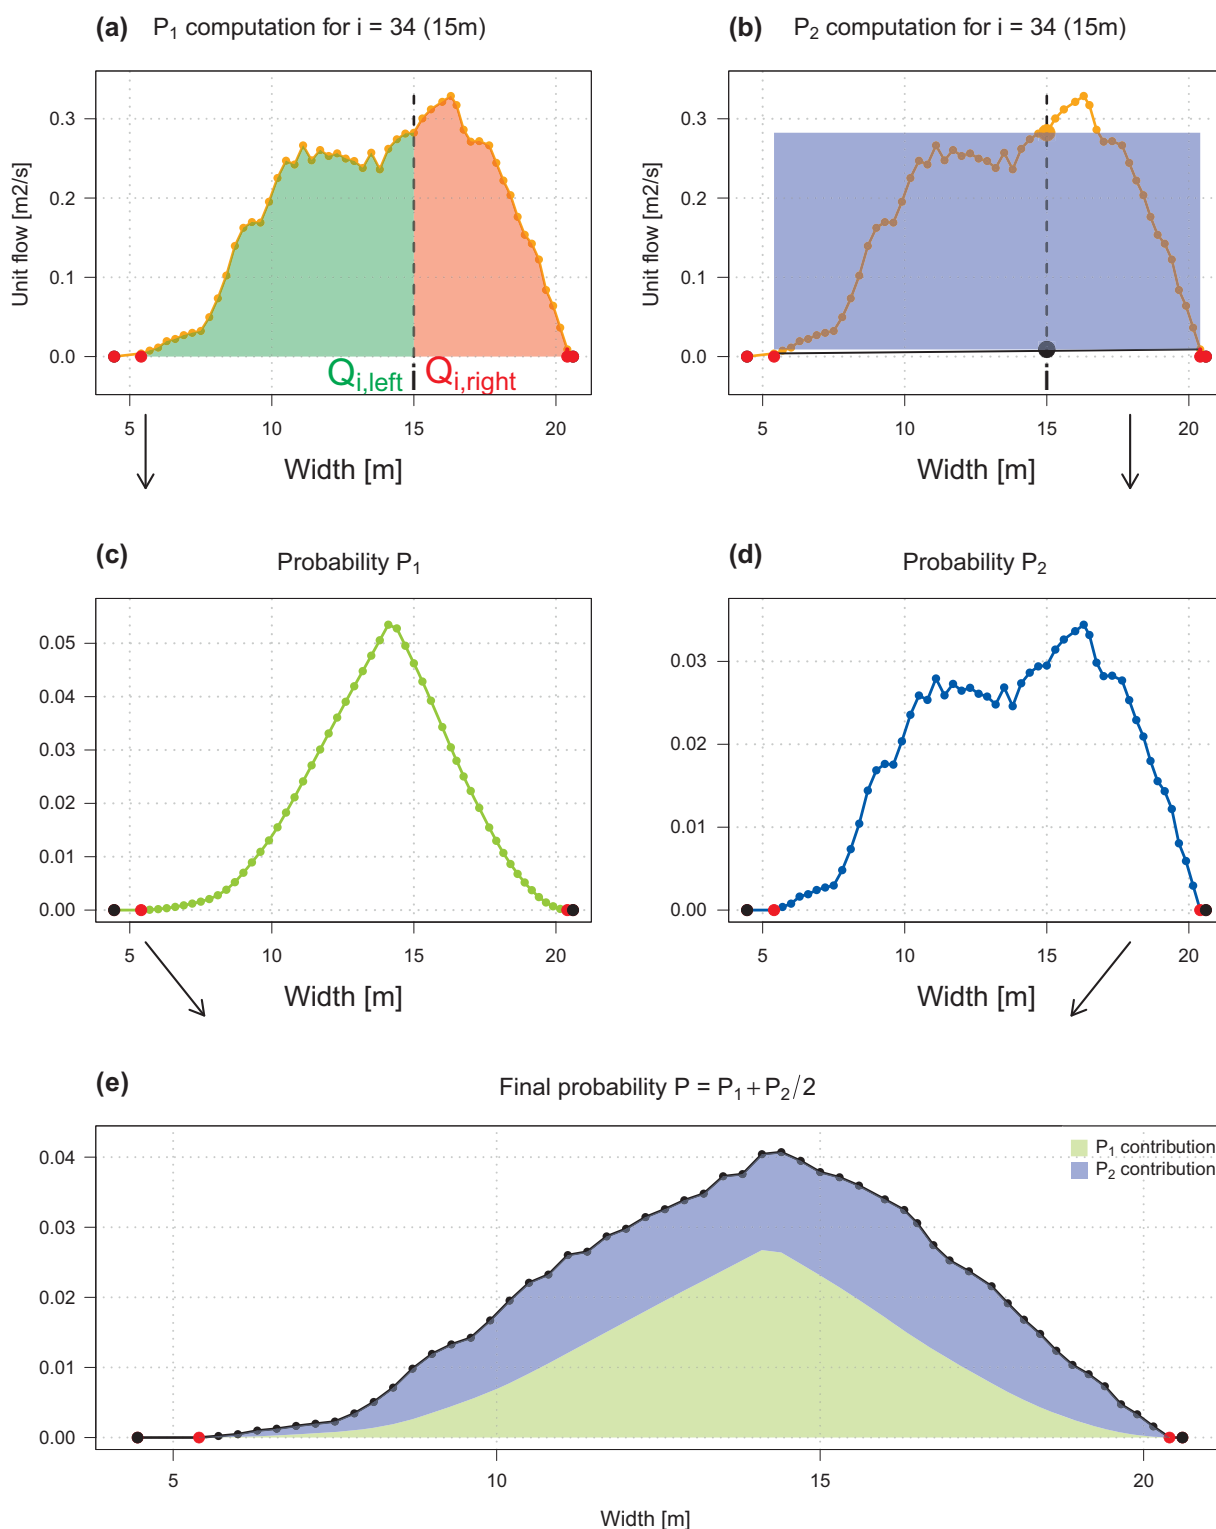 (a) P₁ computation for i = 34 (15m)
(b) P₂ computation for i = 34 (15m)
Unit flow [m2/s]
0.3
0.2
0.1
0.0
Qi,left
Qi,right
5 10 15 20
Width [m]
Unit flow [m2/s]
0.3
0.2
0.1
0.0
5 10 15 20
Width [m]
(c) Probability P₁
0.05
0.04
0.03
0.02
0.01
0.00
5 10 15 20
Width [m]
(d) Probability P₂
0.03
0.02
0.01
0.00
5 10 15 20
Width [m]
(e) Final probability P = P₁+P₂/2
P₁ contribution
P₂ contribution
0.04
0.03
0.02
0.01
0.00
5 10 15 20
Width [m]